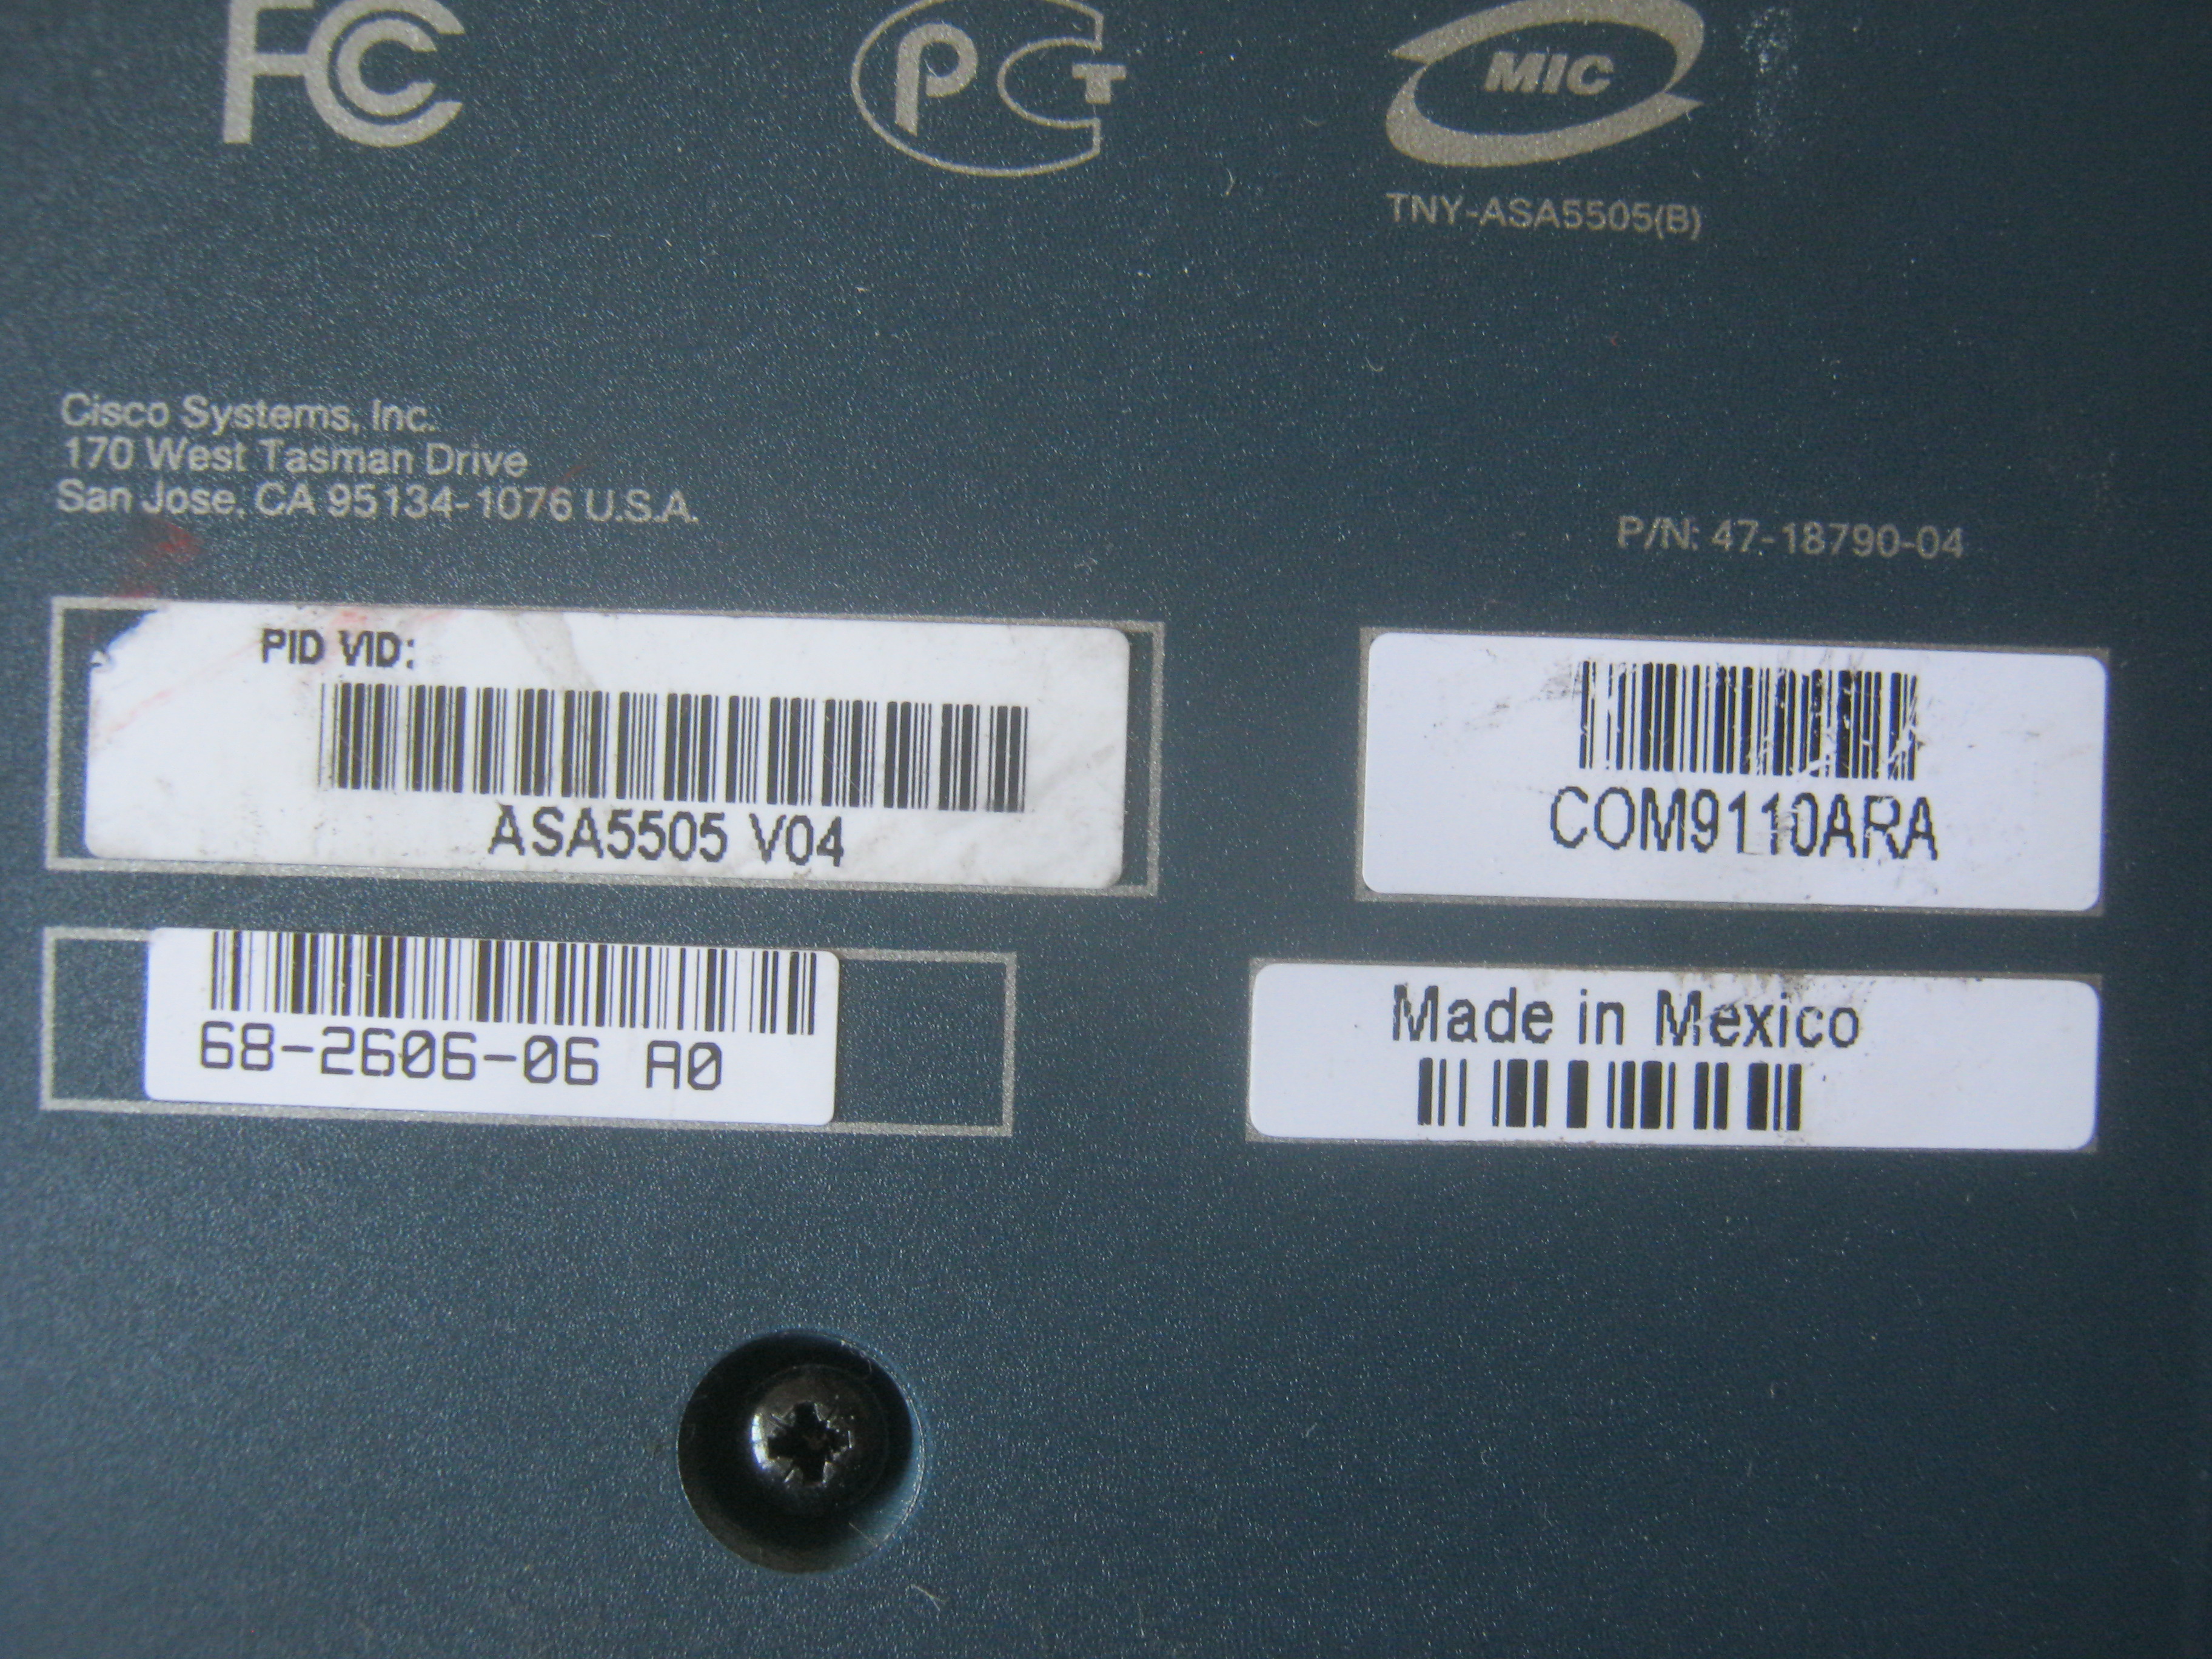 FC
PCT
MIC
TNY-ASA5505(B)
Cisco Systems, Inc.
170 West Tasman Drive
San Jose, CA 95134-1076 U.S.A.
P/N: 47-18790-04
PID VID:
ASA5505 V04
COM9110ARA
68-2606-06 A0
Made in Mexico